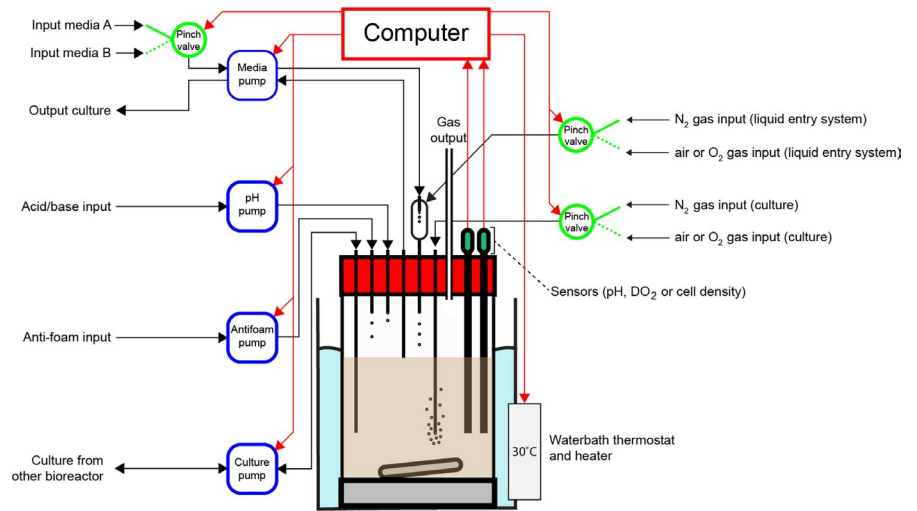 Input media A
Input media B
Pinch
valve
Computer
Media
pump
Output culture
Gas
output
N₂ gas input (liquid entry system)
Pinch
valve
air or O₂ gas input (liquid entry system)
Acid/base input
pH
pump
N₂ gas input (culture)
Pinch
valve
air or O₂ gas input (culture)
Sensors (pH, DO₂ or cell density)
Anti-foam input
Antifoam
pump
30˚C
Waterbath thermostat
and heater
Culture from
other bioreactor
Culture
pump